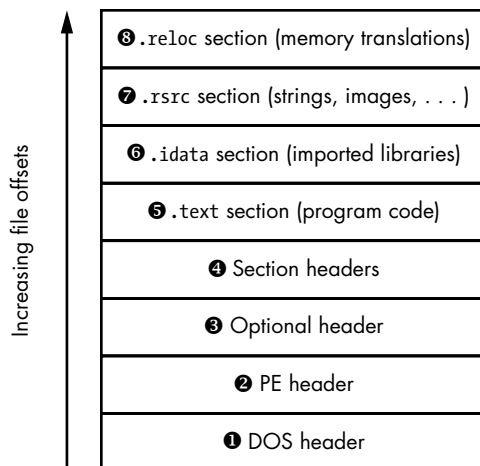 ❽ .reloc section (memory translations)
❼ .rsrc section (strings, images, . . . )
❻ .idata section (imported libraries)
❺ .text section (program code)
❹ Section headers
❸ Optional header
❷ PE header
❶ DOS header
Increasing file offsets